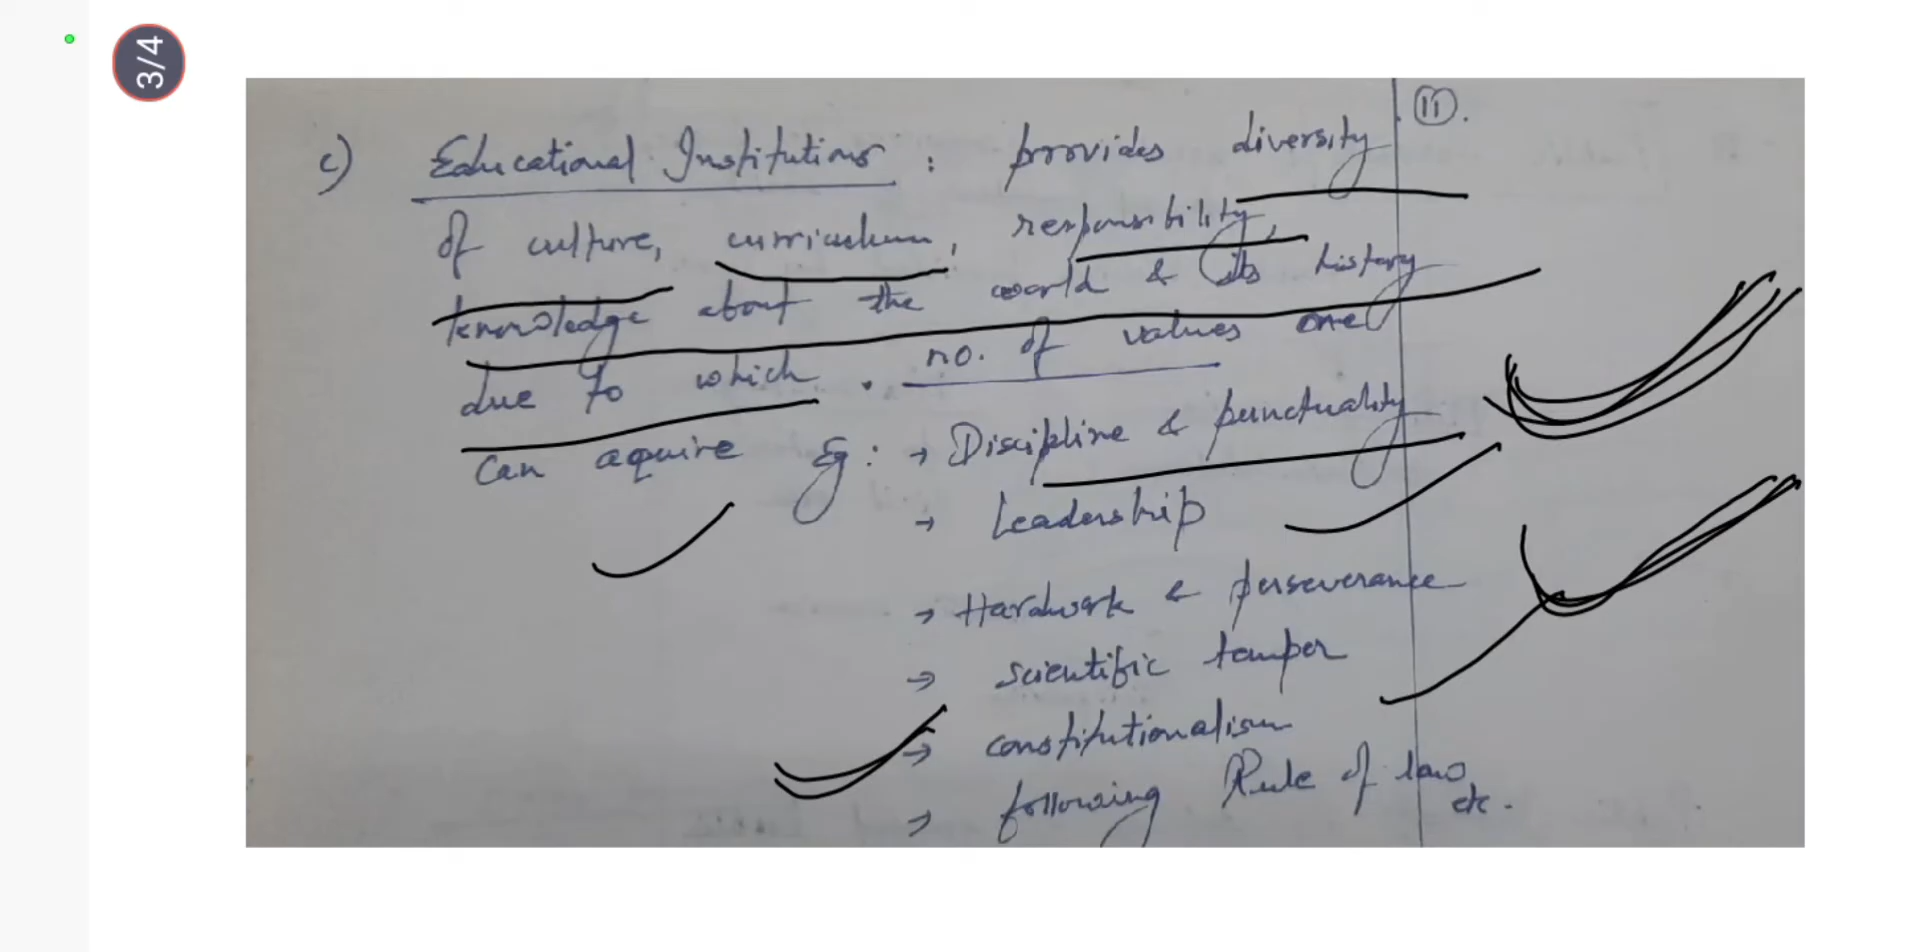 3/4
11.
c) Educational Institutions : provides diversity
of culture, curriculum, responsibility,
knowledge about the world & its history
due to which . no. of values one
can aquire Eg: → Discipline & punctuality
→ Leadership
→ Hardwork & perseverance
→ scientific temper
→ constitutionalism
→ following Rule of law etc.